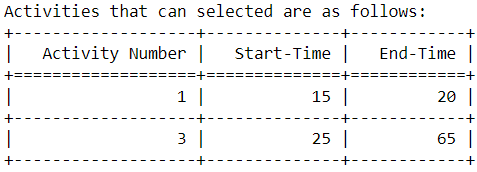 Activities that can selected are as follows:
+-------------------+--------------+------------+
|   Activity Number |   Start-Time |   End-Time |
+===================+==============+============+
|                 1 |           15 |         20 |
+-------------------+--------------+------------+
|                 3 |           25 |         65 |
+-------------------+--------------+------------+